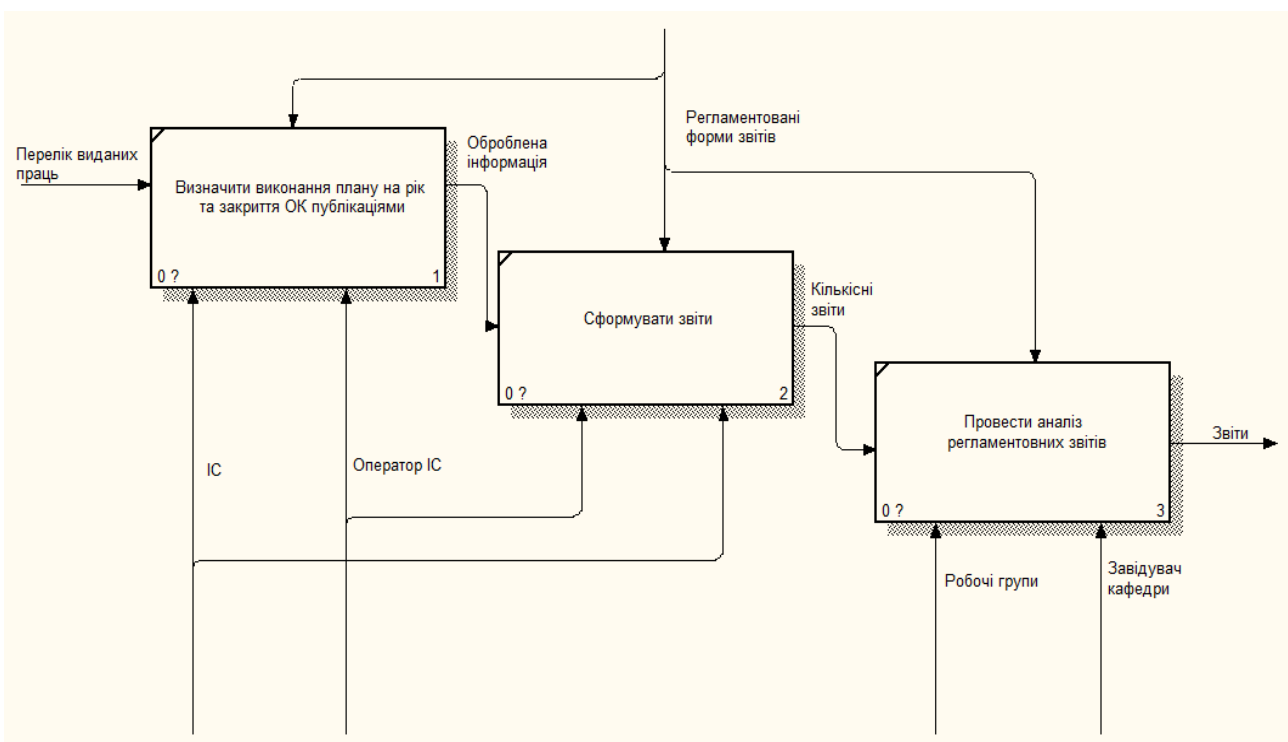 Регламентовані
форми звітів
Перелік виданих
праць
Визначити виконання плану на рік
та закриття ОК публікаціями
0 ?
1
Оброблена
інформація
Сформувати звіти
0 ?
2
Кількісні
звіти
Провести аналіз
регламентовних звітів
0 ?
3
Звіти
ІС
Оператор ІС
Робочі групи
Завідувач
кафедри